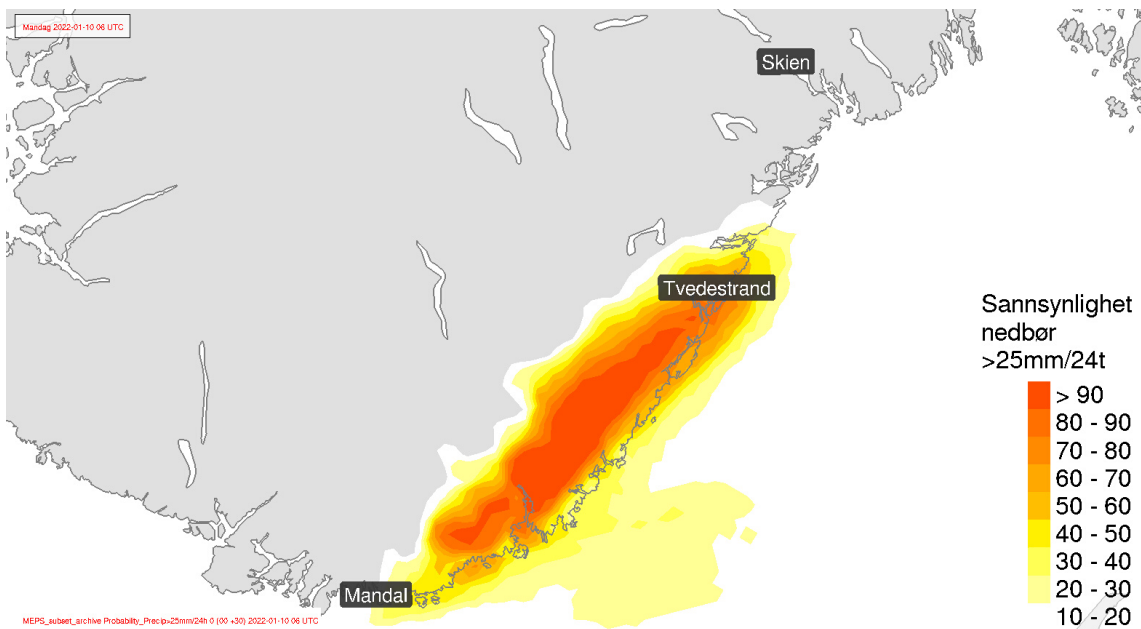 Mandag 2022-01-10 06 UTC
Skien
Tvedestrand
Sannsynlighet
nedbør
>25mm/24t
> 90
80 - 90
70 - 80
60 - 70
50 - 60
40 - 50
30 - 40
20 - 30
10 - 20
Mandal
MEPS_subset_archive Probability_Precip>25mm/24h 0 (00 +30) 2022-01-10 06 UTC